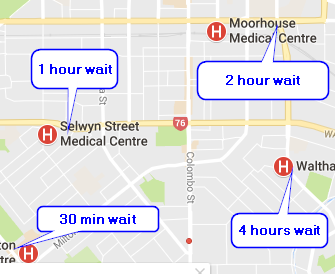 Moorhouse
Medical Centre
1 hour wait
2 hour wait
Selwyn Street
Medical Centre
76
Colombo St
H
H
H
H
30 min wait
4 hours wait